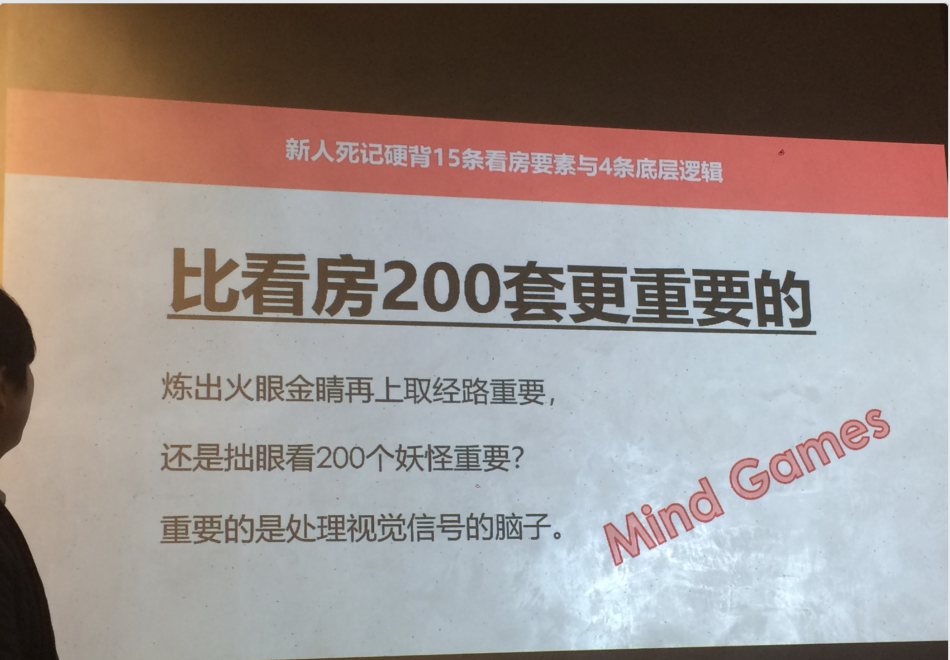 新人死记硬背15条看房要素与4条底层逻辑
比看房200套更重要的
炼出火眼金睛再上取经路重要，
还是拙眼看200个妖怪重要？
重要的是处理视觉信号的脑子。
Mind Games